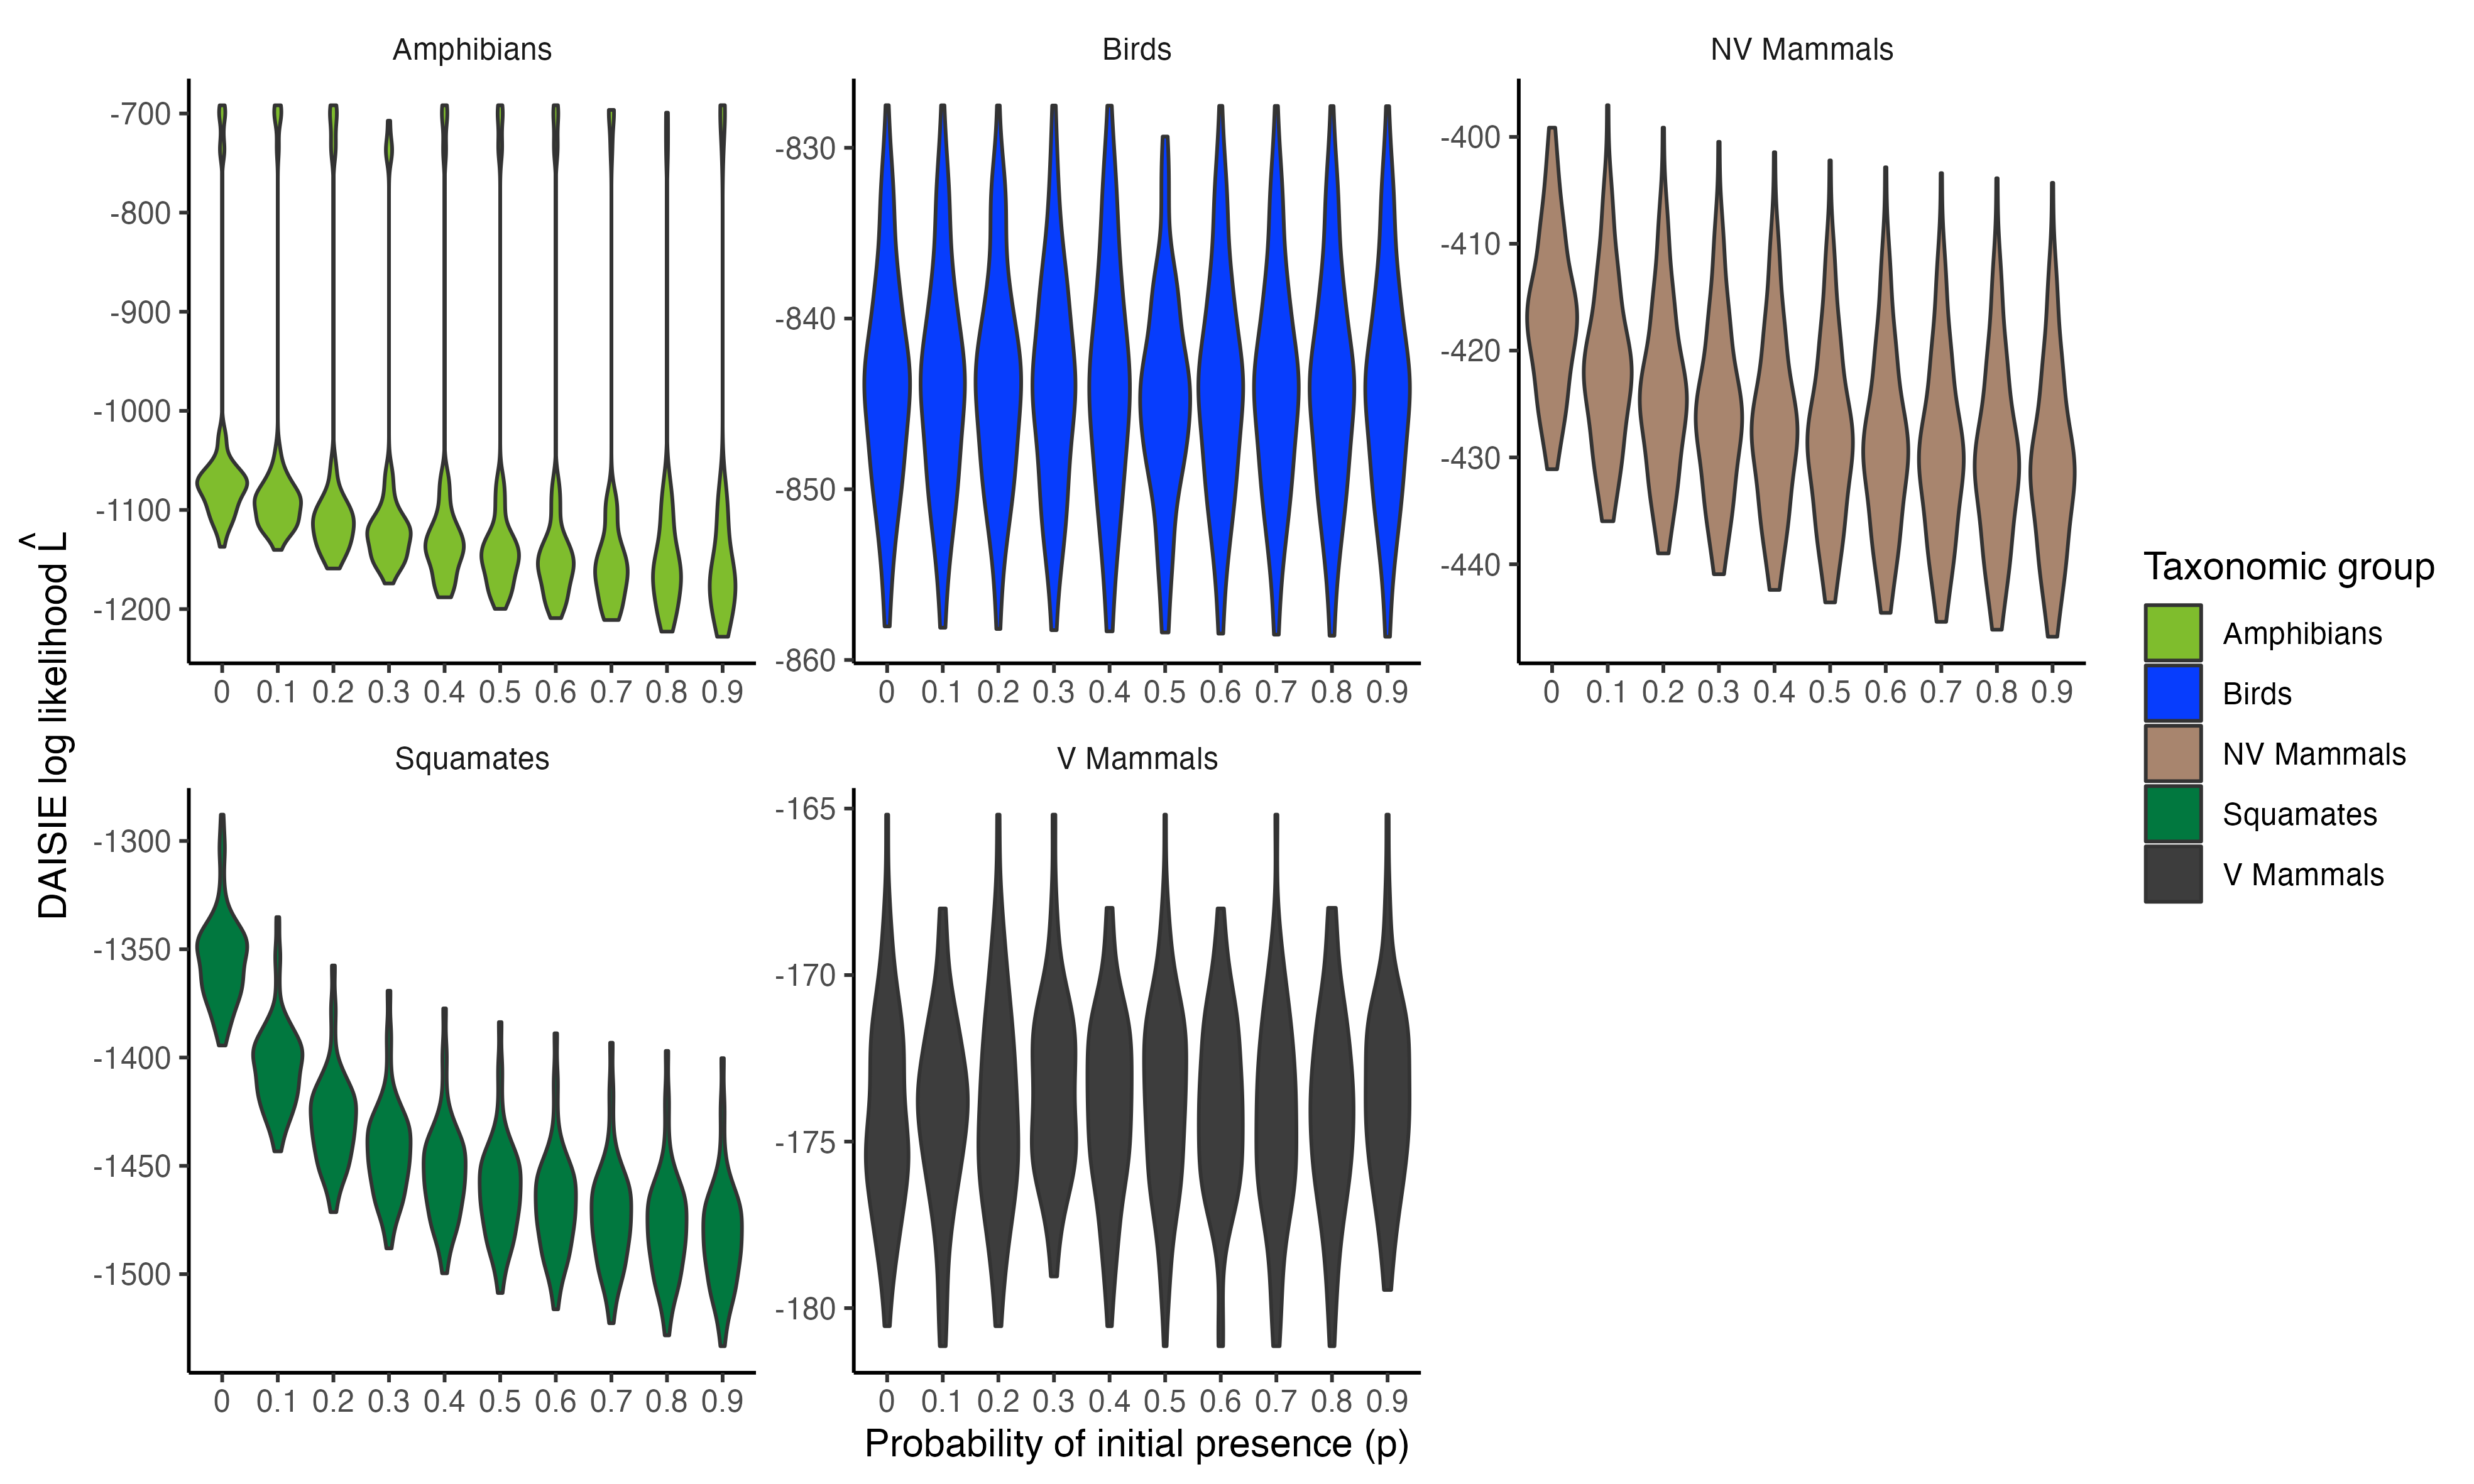 Amphibians
-700
-800
-900
-1000
-1100
-1200
0 0.1 0.2 0.3 0.4 0.5 0.6 0.7 0.8 0.9
Birds
-830
-840
-850
-860
0 0.1 0.2 0.3 0.4 0.5 0.6 0.7 0.8 0.9
NV Mammals
-400
-410
-420
-430
-440
0 0.1 0.2 0.3 0.4 0.5 0.6 0.7 0.8 0.9
Squamates
-1300
-1350
-1400
-1450
-1500
0 0.1 0.2 0.3 0.4 0.5 0.6 0.7 0.8 0.9
V Mammals
-165
-170
-175
-180
0 0.1 0.2 0.3 0.4 0.5 0.6 0.7 0.8 0.9
DAISIE log likelihood L̂
Probability of initial presence (p)
Taxonomic group
Amphibians
Birds
NV Mammals
Squamates
V Mammals